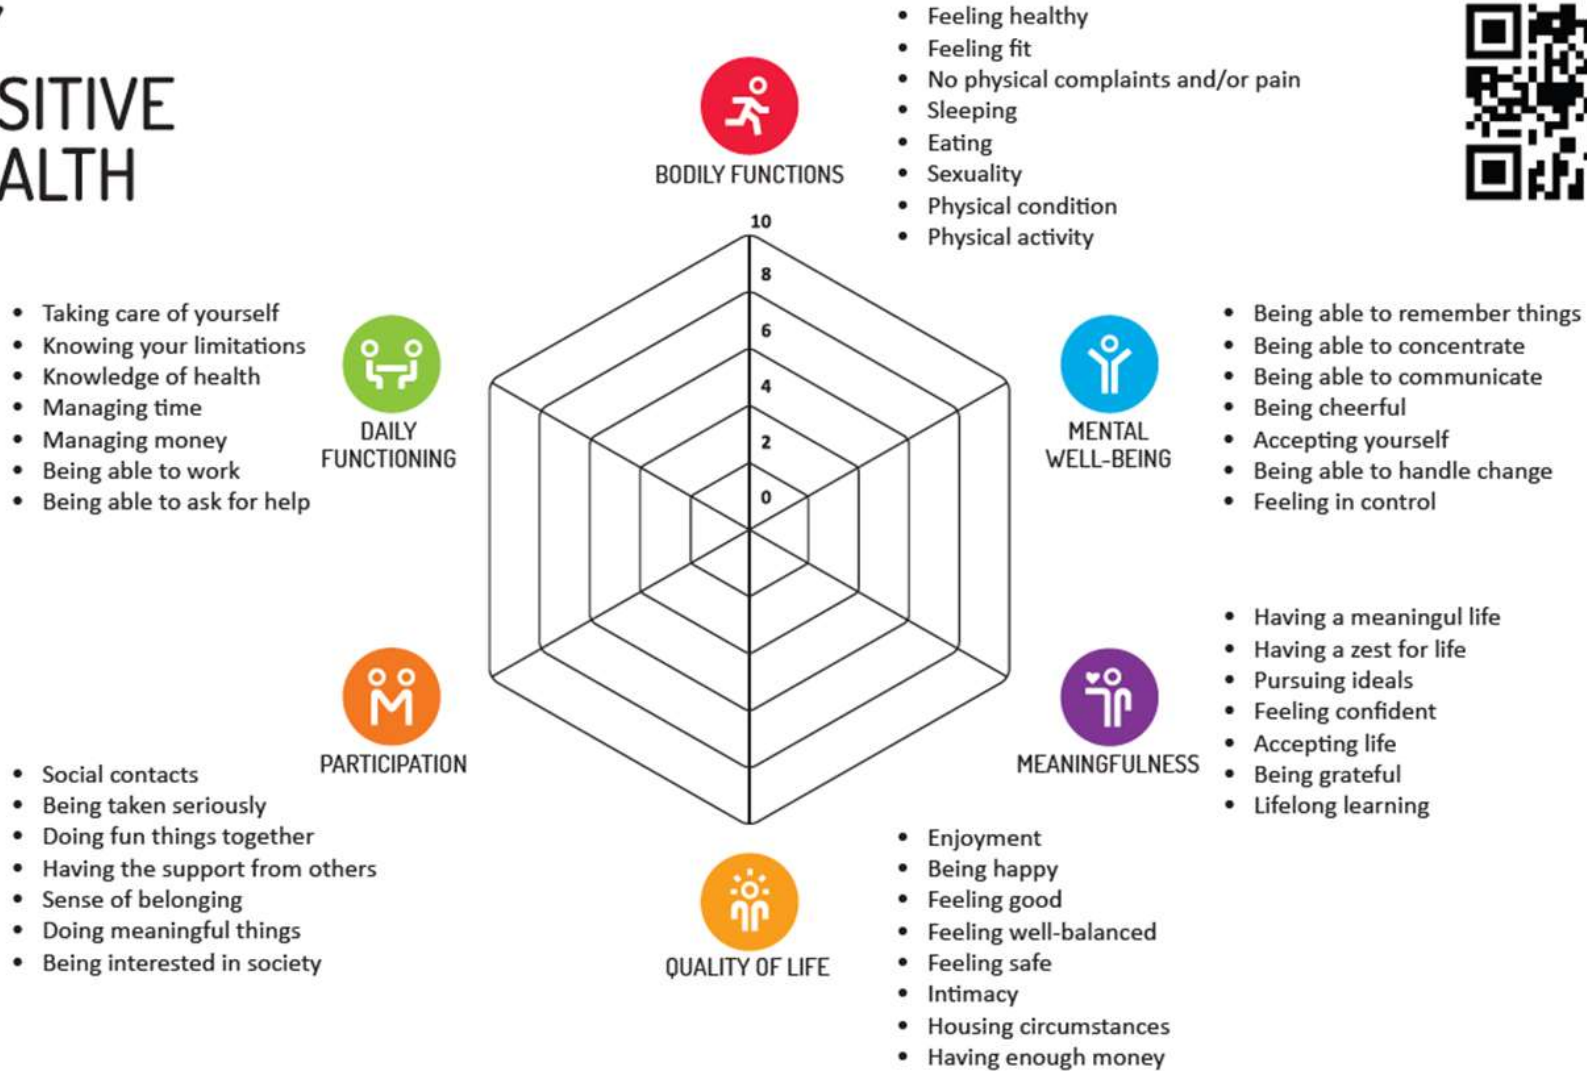 Y
SITIVE
ALTH
BODILY FUNCTIONS
• Feeling healthy
• Feeling fit
• No physical complaints and/or pain
• Sleeping
• Eating
• Sexuality
• Physical condition
• Physical activity
10
8
6
4
2
0
• Taking care of yourself
• Knowing your limitations
• Knowledge of health
• Managing time
• Managing money
• Being able to work
• Being able to ask for help
DAILY
FUNCTIONING
MENTAL
WELL-BEING
• Being able to remember things
• Being able to concentrate
• Being able to communicate
• Being cheerful
• Accepting yourself
• Being able to handle change
• Feeling in control
PARTICIPATION
• Social contacts
• Being taken seriously
• Doing fun things together
• Having the support from others
• Sense of belonging
• Doing meaningful things
• Being interested in society
MEANINGFULNESS
• Having a meaningul life
• Having a zest for life
• Pursuing ideals
• Feeling confident
• Accepting life
• Being grateful
• Lifelong learning
QUALITY OF LIFE
• Enjoyment
• Being happy
• Feeling good
• Feeling well-balanced
• Feeling safe
• Intimacy
• Housing circumstances
• Having enough money